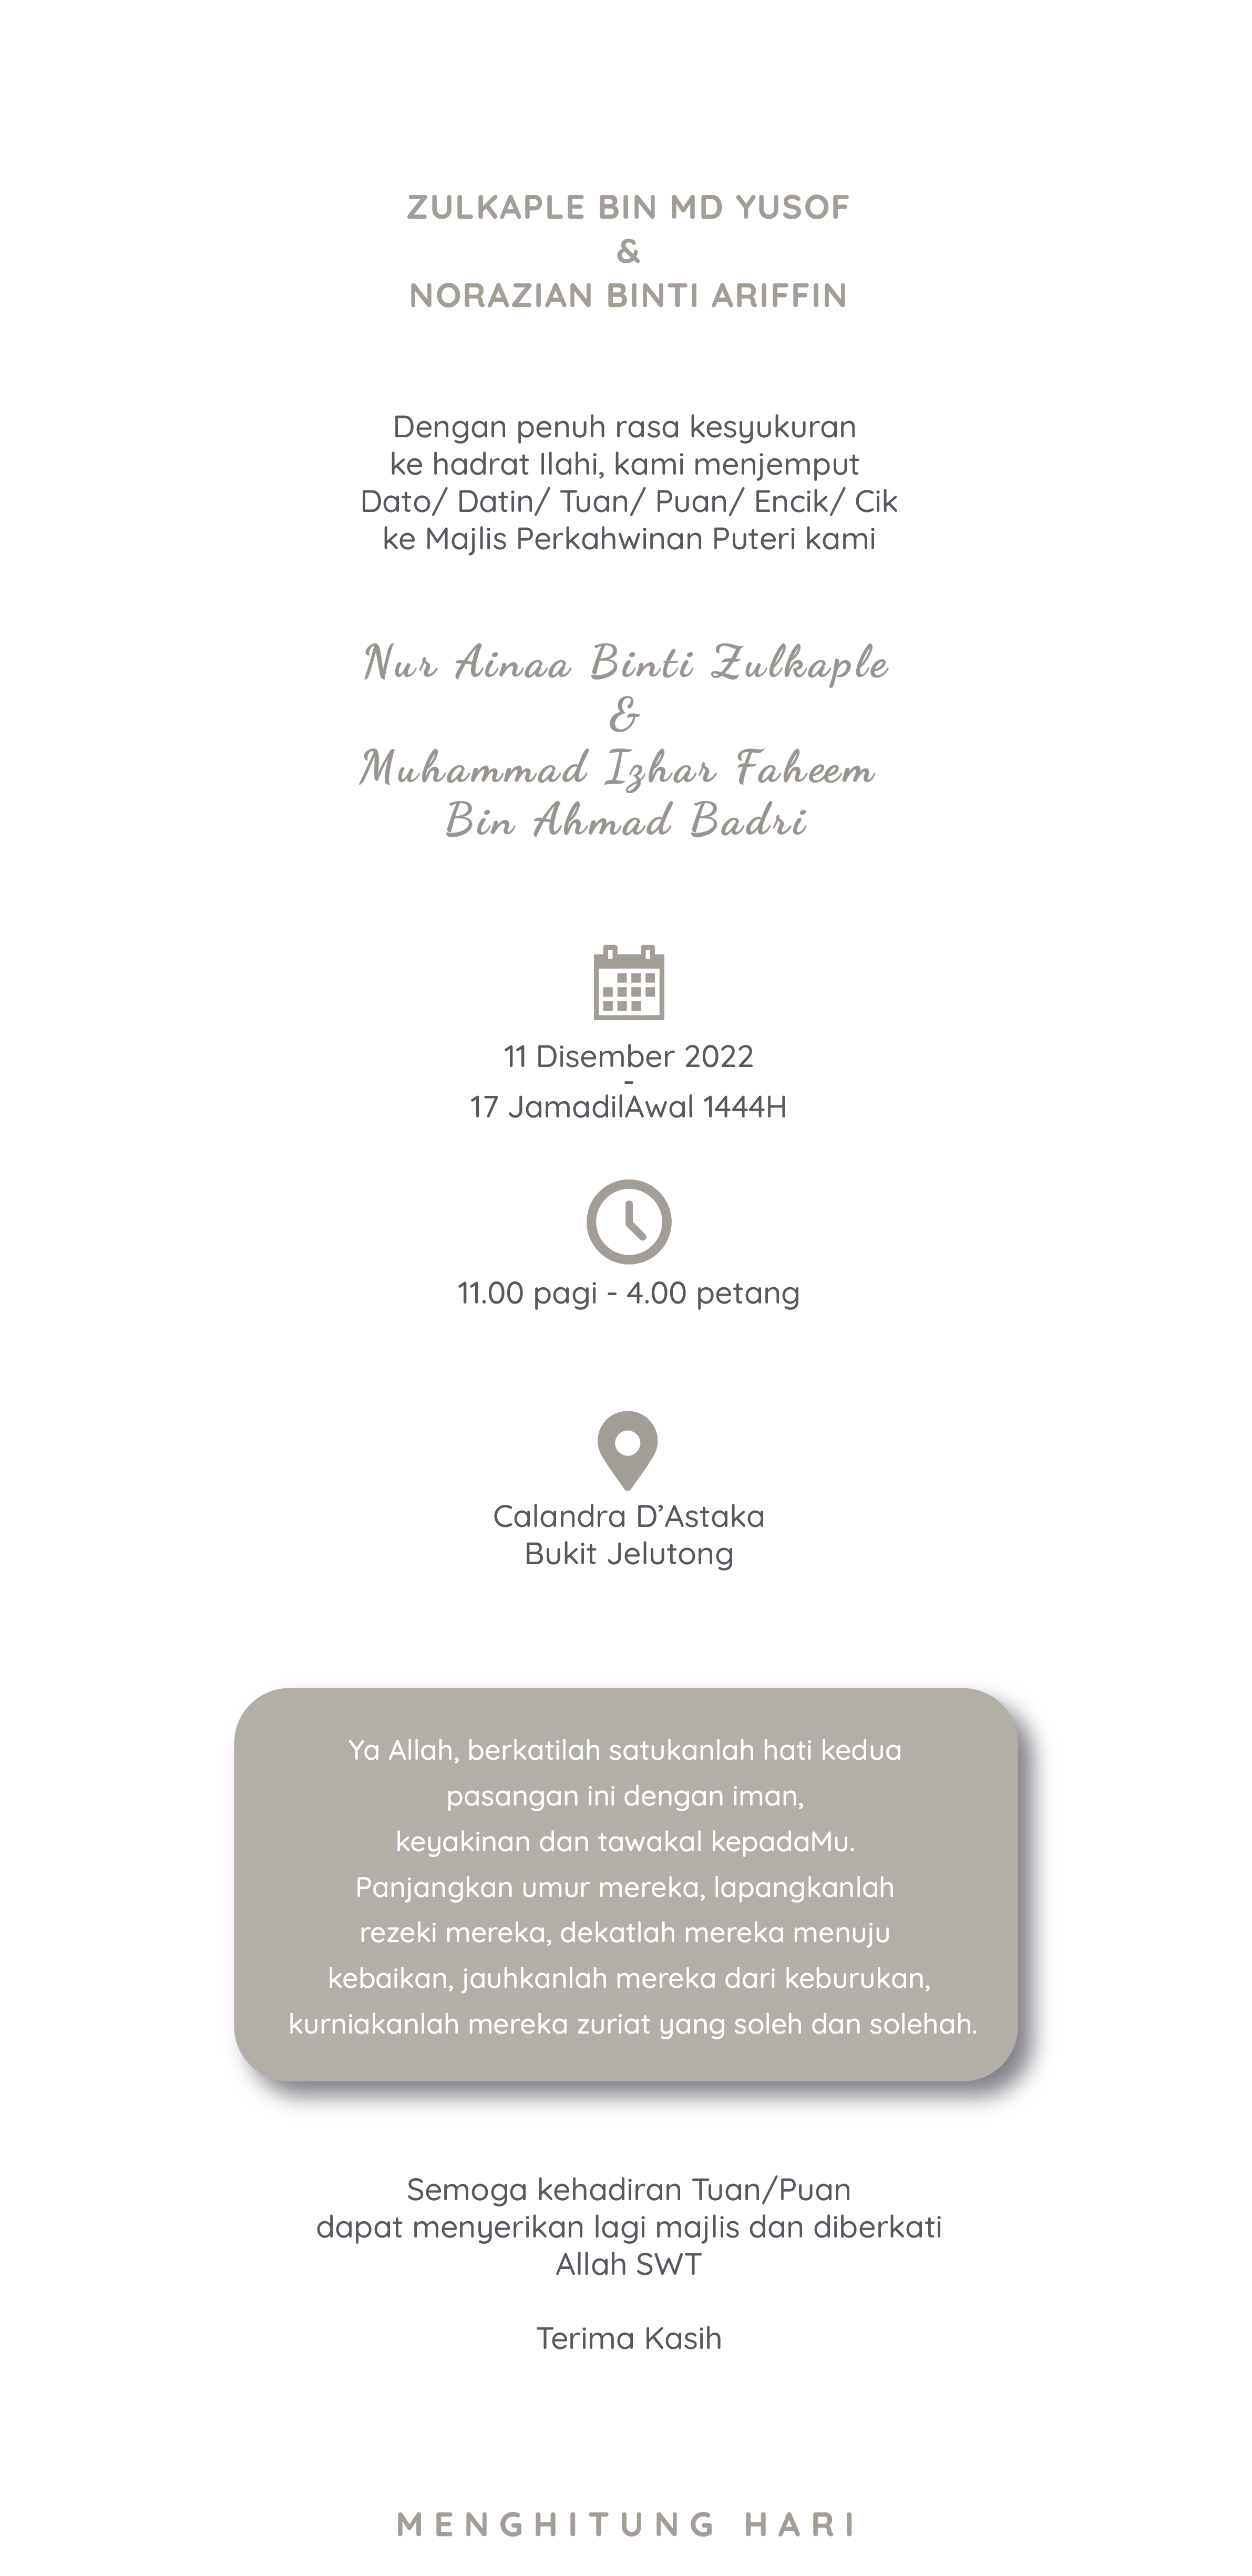 ZULKAPLE BIN MD YUSOF
&
NORAZIAN BINTI ARIFFIN
Dengan penuh rasa kesyukuran
ke hadrat Ilahi, kami menjemput
Dato/ Datin/ Tuan/ Puan/ Encik/ Cik
ke Majlis Perkahwinan Puteri kami
Nur Ainaa Binti Zulkaple
&
Muhammad Izhar Faheem
Bin Ahmad Badri
11 Disember 2022
-
17 JamadilAwal 1444H
11.00 pagi - 4.00 petang
Calandra D’Astaka
Bukit Jelutong
Ya Allah, berkatilah satukanlah hati kedua
pasangan ini dengan iman,
keyakinan dan tawakal kepadaMu.
Panjangkan umur mereka, lapangkanlah
rezeki mereka, dekatlah mereka menuju
kebaikan, jauhkanlah mereka dari keburukan,
kurniakanlah mereka zuriat yang soleh dan solehah.
Semoga kehadiran Tuan/Puan
dapat menyerikan lagi majlis dan diberkati
Allah SWT
Terima Kasih
MENGHITUNG HARI